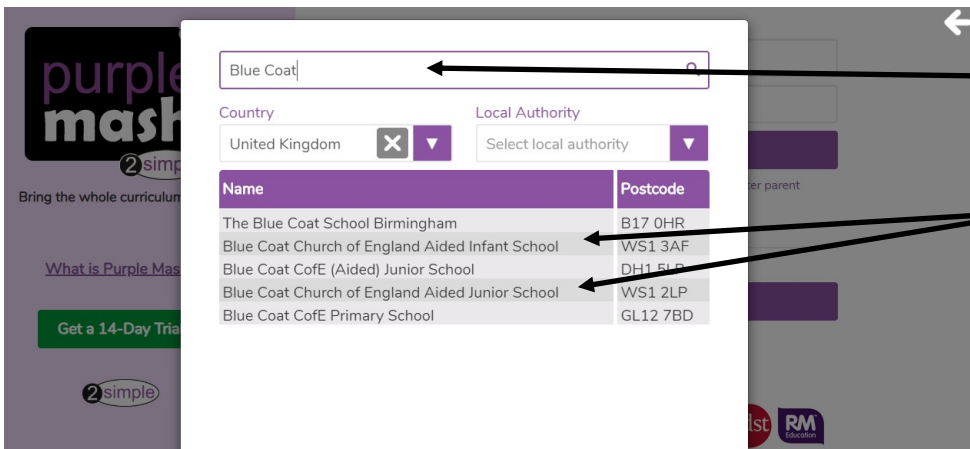 purple
mash
2simple
Bring the whole curriculum
What is Purple Mas
Get a 14-Day Tria
2simple
Blue Coat
Country
Local Authority
United Kingdom
Select local authority
Name Postcode
The Blue Coat School Birmingham B17 0HR
Blue Coat Church of England Aided Infant School WS1 3AF
Blue Coat CofE (Aided) Junior School DH1
Blue Coat Church of England Aided Junior School WS1 2LP
Blue Coat CofE Primary School GL12 7BD
parent
RM
Education